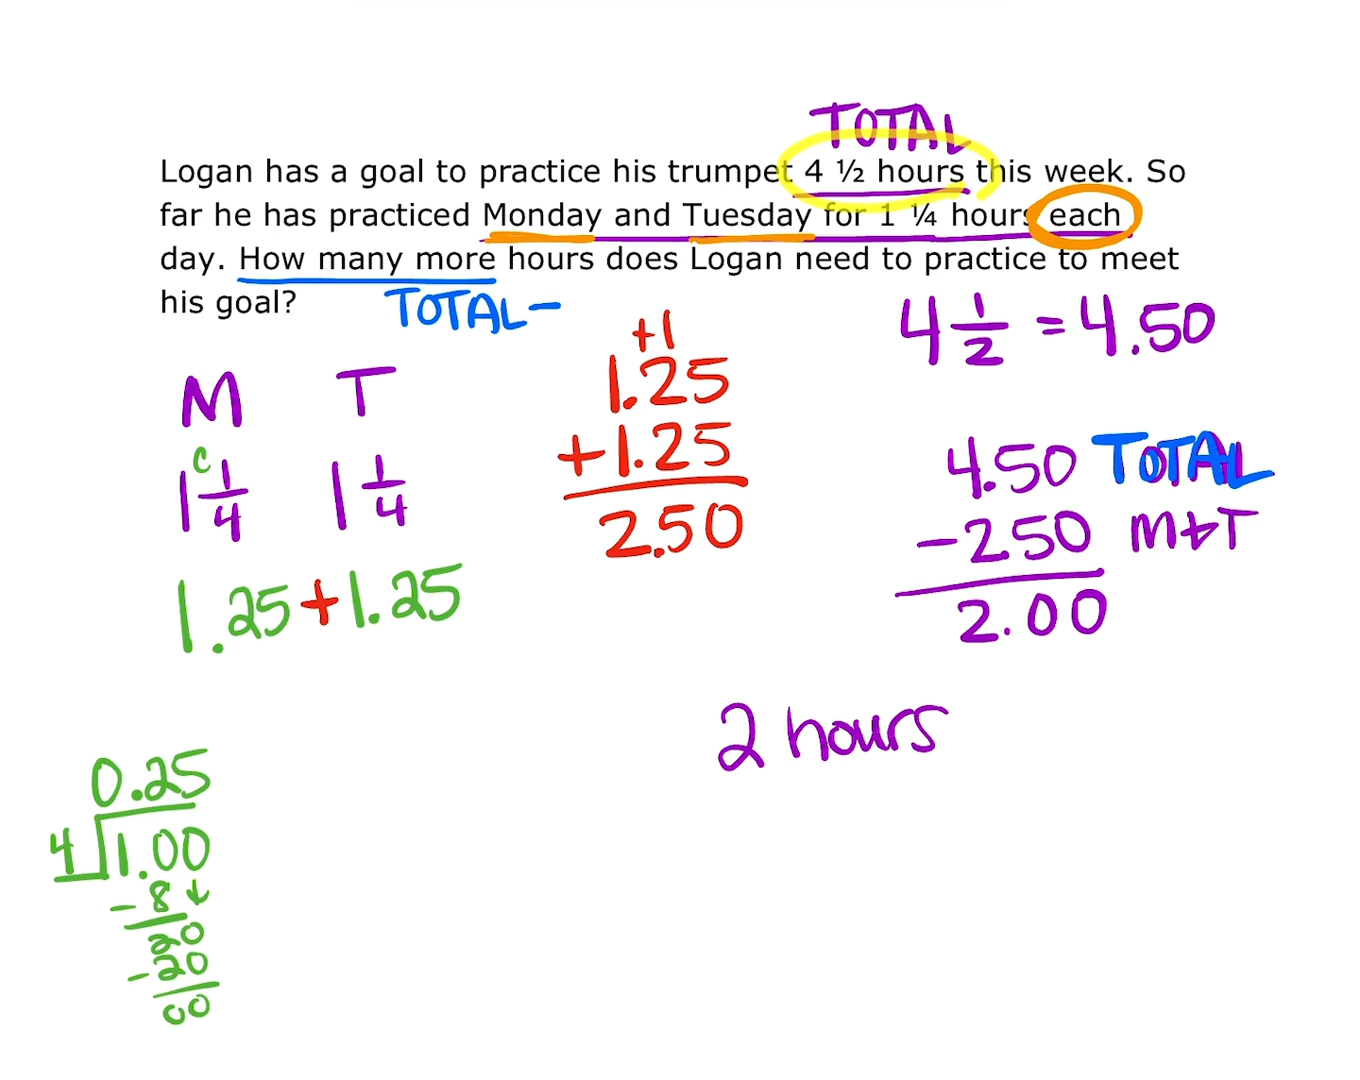 TOTAL
Logan has a goal to practice his trumpet 4 ½ hours this week. So
far he has practiced Monday and Tuesday for 1 ¼ hours each
day. How many more hours does Logan need to practice to meet
his goal?
TOTAL -
M T
c
1 1/4 1 1/4
1.25 + 1.25
+1
1.25
+1.25
2.50
4 1/2 = 4.50
4.50 TOTAL
-250 M+T
2.00
2 hours
0.25
4 1.00
- 8 ↓
20
- 20
00